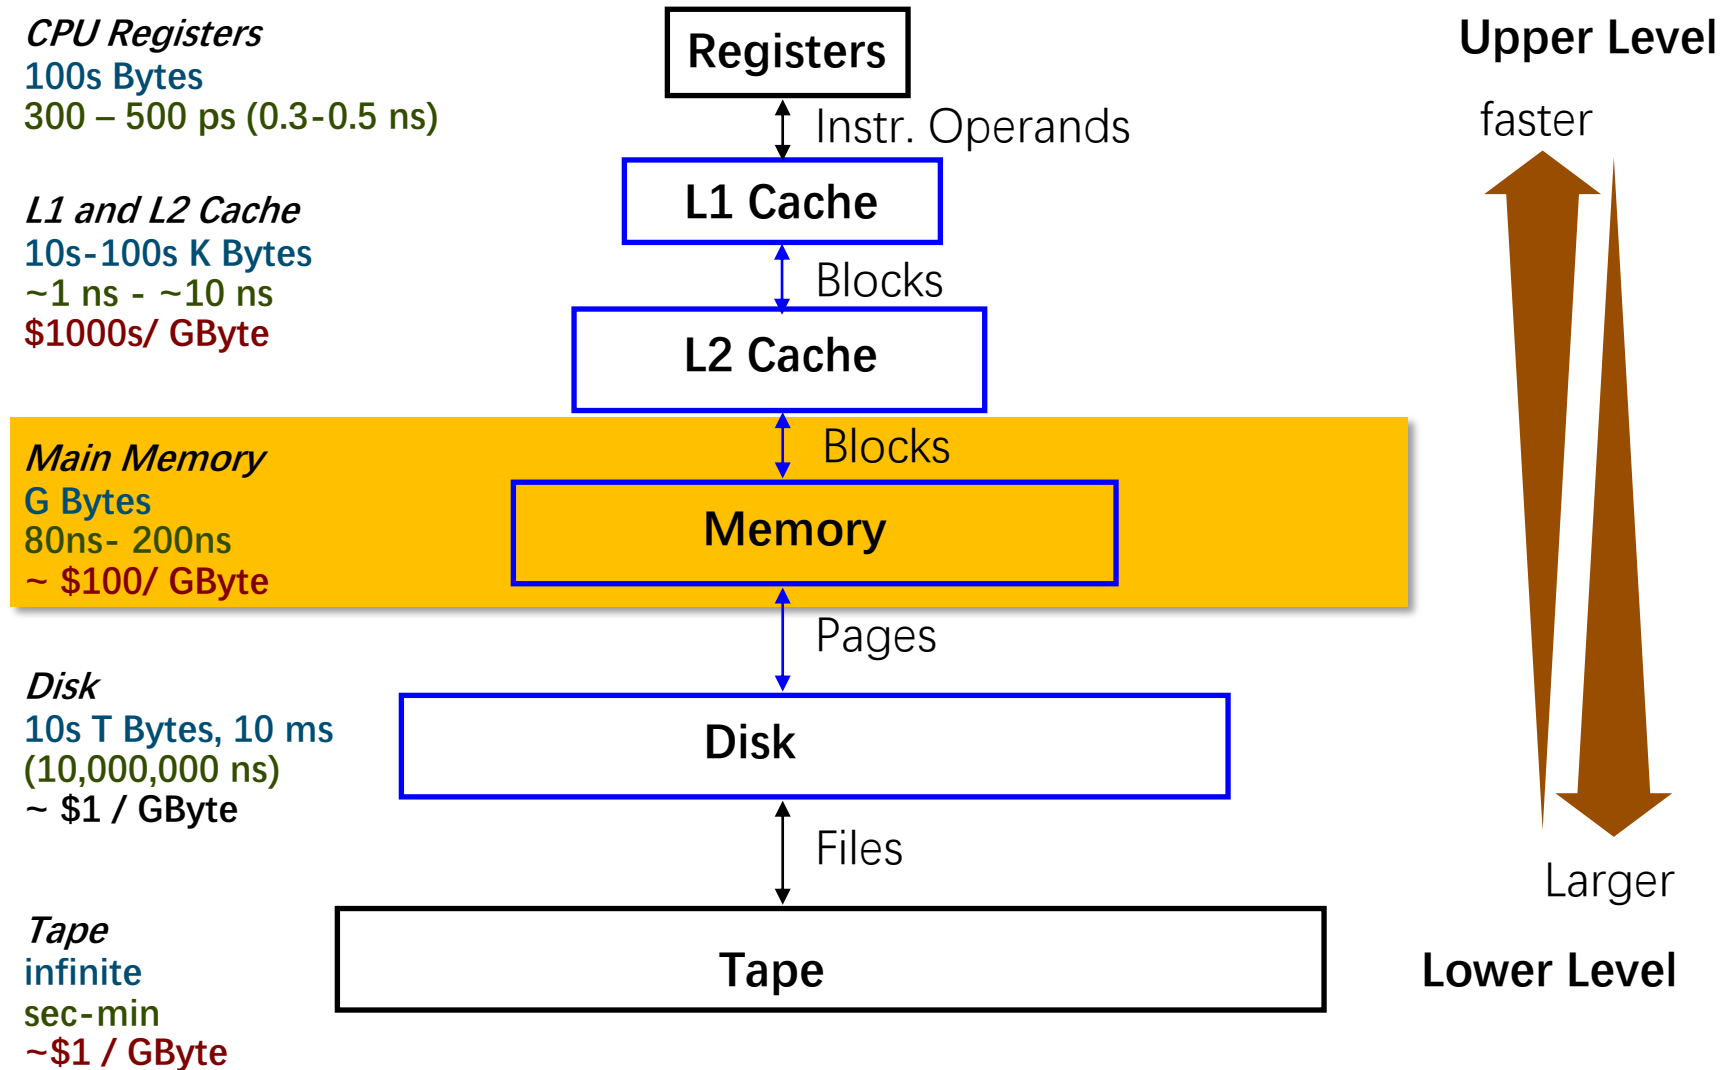 CPU Registers
100s Bytes
300 – 500 ps (0.3-0.5 ns)
L1 and L2 Cache
10s-100s K Bytes
~1 ns - ~10 ns
$1000s/ GByte
Main Memory
G Bytes
80ns- 200ns
~ $100/ GByte
Disk
10s T Bytes, 10 ms
(10,000,000 ns)
~ $1 / GByte
Tape
infinite
sec-min
~$1 / GByte
Registers
Instr. Operands
L1 Cache
Blocks
L2 Cache
Blocks
Memory
Pages
Disk
Files
Tape
Upper Level
faster
Larger
Lower Level